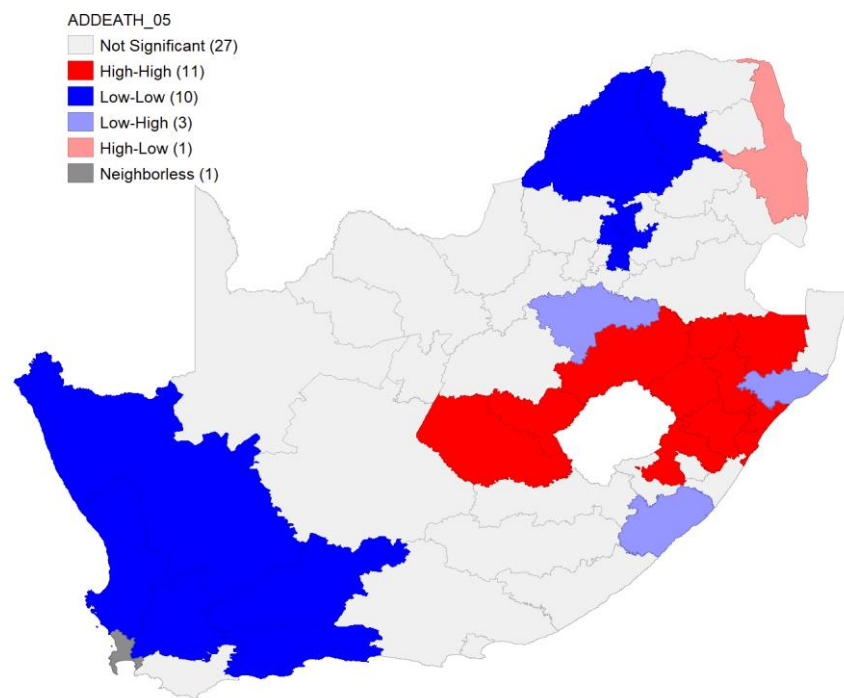 ADDEATH_05
Not Significant (27)
High-High (11)
Low-Low (10)
Low-High (3)
High-Low (1)
Neighborless (1)